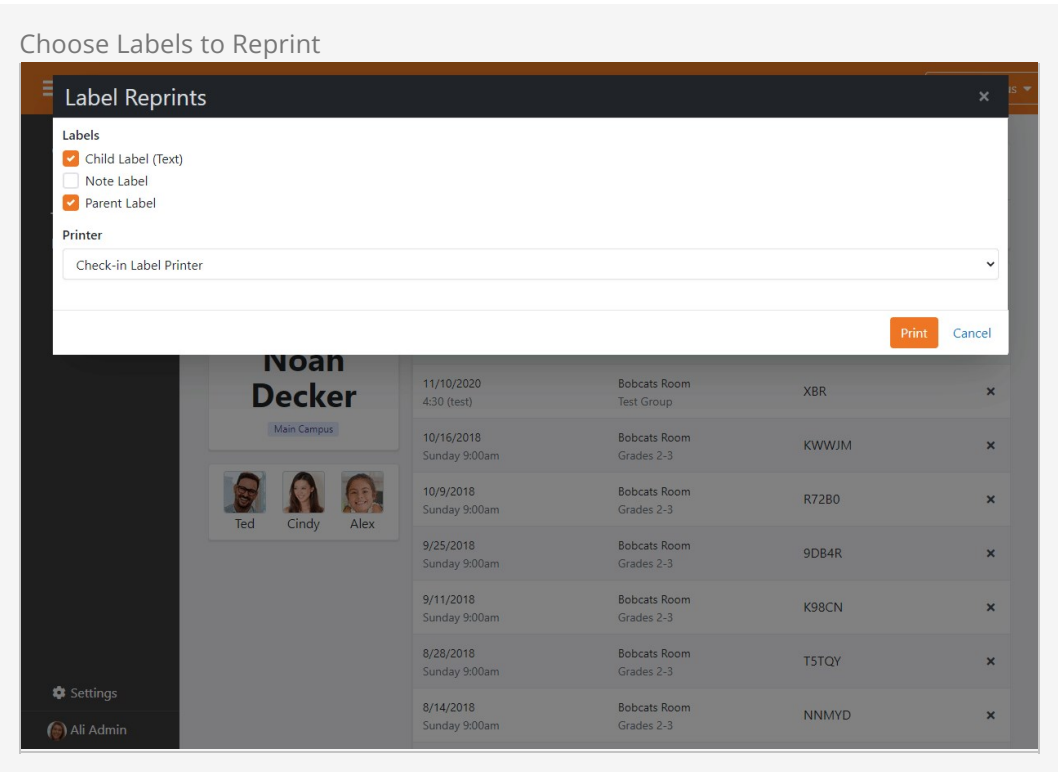 Choose Labels to Reprint
Label Reprints ×
Labels
Child Label (Text)
Note Label
Parent Label
Printer
Check-in Label Printer
Print Cancel
Noah
Decker
Main Campus
Ted Cindy Alex
11/10/2020 Bobcats Room XBR ×
4:30 (test) Test Group
10/16/2018 Bobcats Room KWWJM ×
Sunday 9:00am Grades 2-3
10/9/2018 Bobcats Room R72B0 ×
Sunday 9:00am Grades 2-3
9/25/2018 Bobcats Room 9DB4R ×
Sunday 9:00am Grades 2-3
9/11/2018 Bobcats Room K98CN ×
Sunday 9:00am Grades 2-3
8/28/2018 Bobcats Room T5TQY ×
Sunday 9:00am Grades 2-3
8/14/2018 Bobcats Room NNMYD ×
Sunday 9:00am Grades 2-3
Settings
Ali Admin